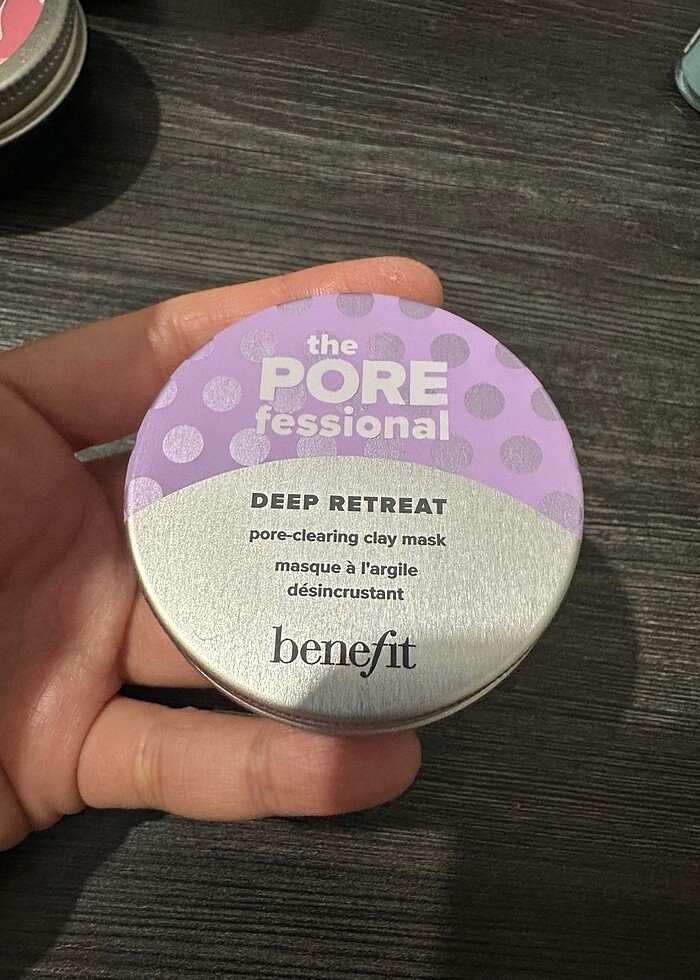 the
PORE
fessional
DEEP RETREAT
pore-clearing clay mask
masque à l'argile
désincrustant
benefit